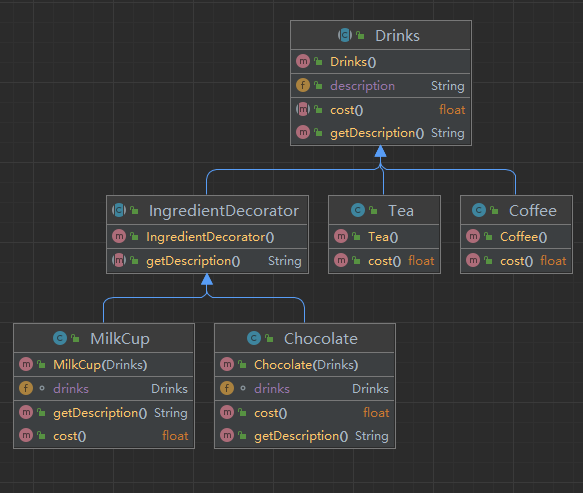 Drinks
Drinks()
description String
cost() float
getDescription() String
IngredientDecorator
IngredientDecorator()
getDescription() String
Tea
Tea()
cost() float
Coffee
Coffee()
cost() float
MilkCup
MilkCup(Drinks)
drinks Drinks
getDescription() String
cost() float
Chocolate
Chocolate(Drinks)
drinks Drinks
cost() float
getDescription() String